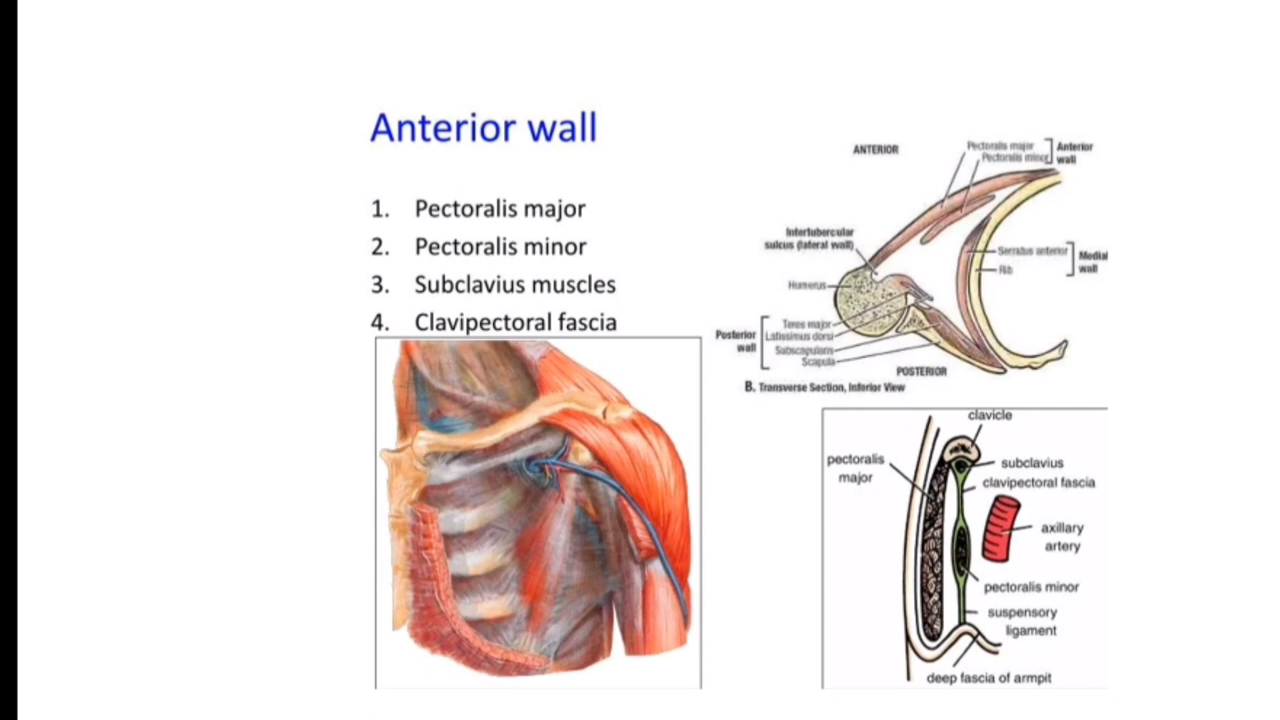 Anterior wall
1. Pectoralis major
2. Pectoralis minor
3. Subclavius muscles
4. Clavipectoral fascia
ANTERIOR
Pectoralis major
Pectoralis minor
Anterior
wall
Intertubercular
sulcus (lateral wall)
Serratus anterior
Rib
Medial
wall
Humerus
Posterior
wall
Teres major
Latissimus dorsi
Subscapularis
Scapula
POSTERIOR
B. Transverse Section, Inferior View
clavicle
pectoralis
major
subclavius
clavipectoral fascia
axillary
artery
pectoralis minor
suspensory
ligament
deep fascia of armpit